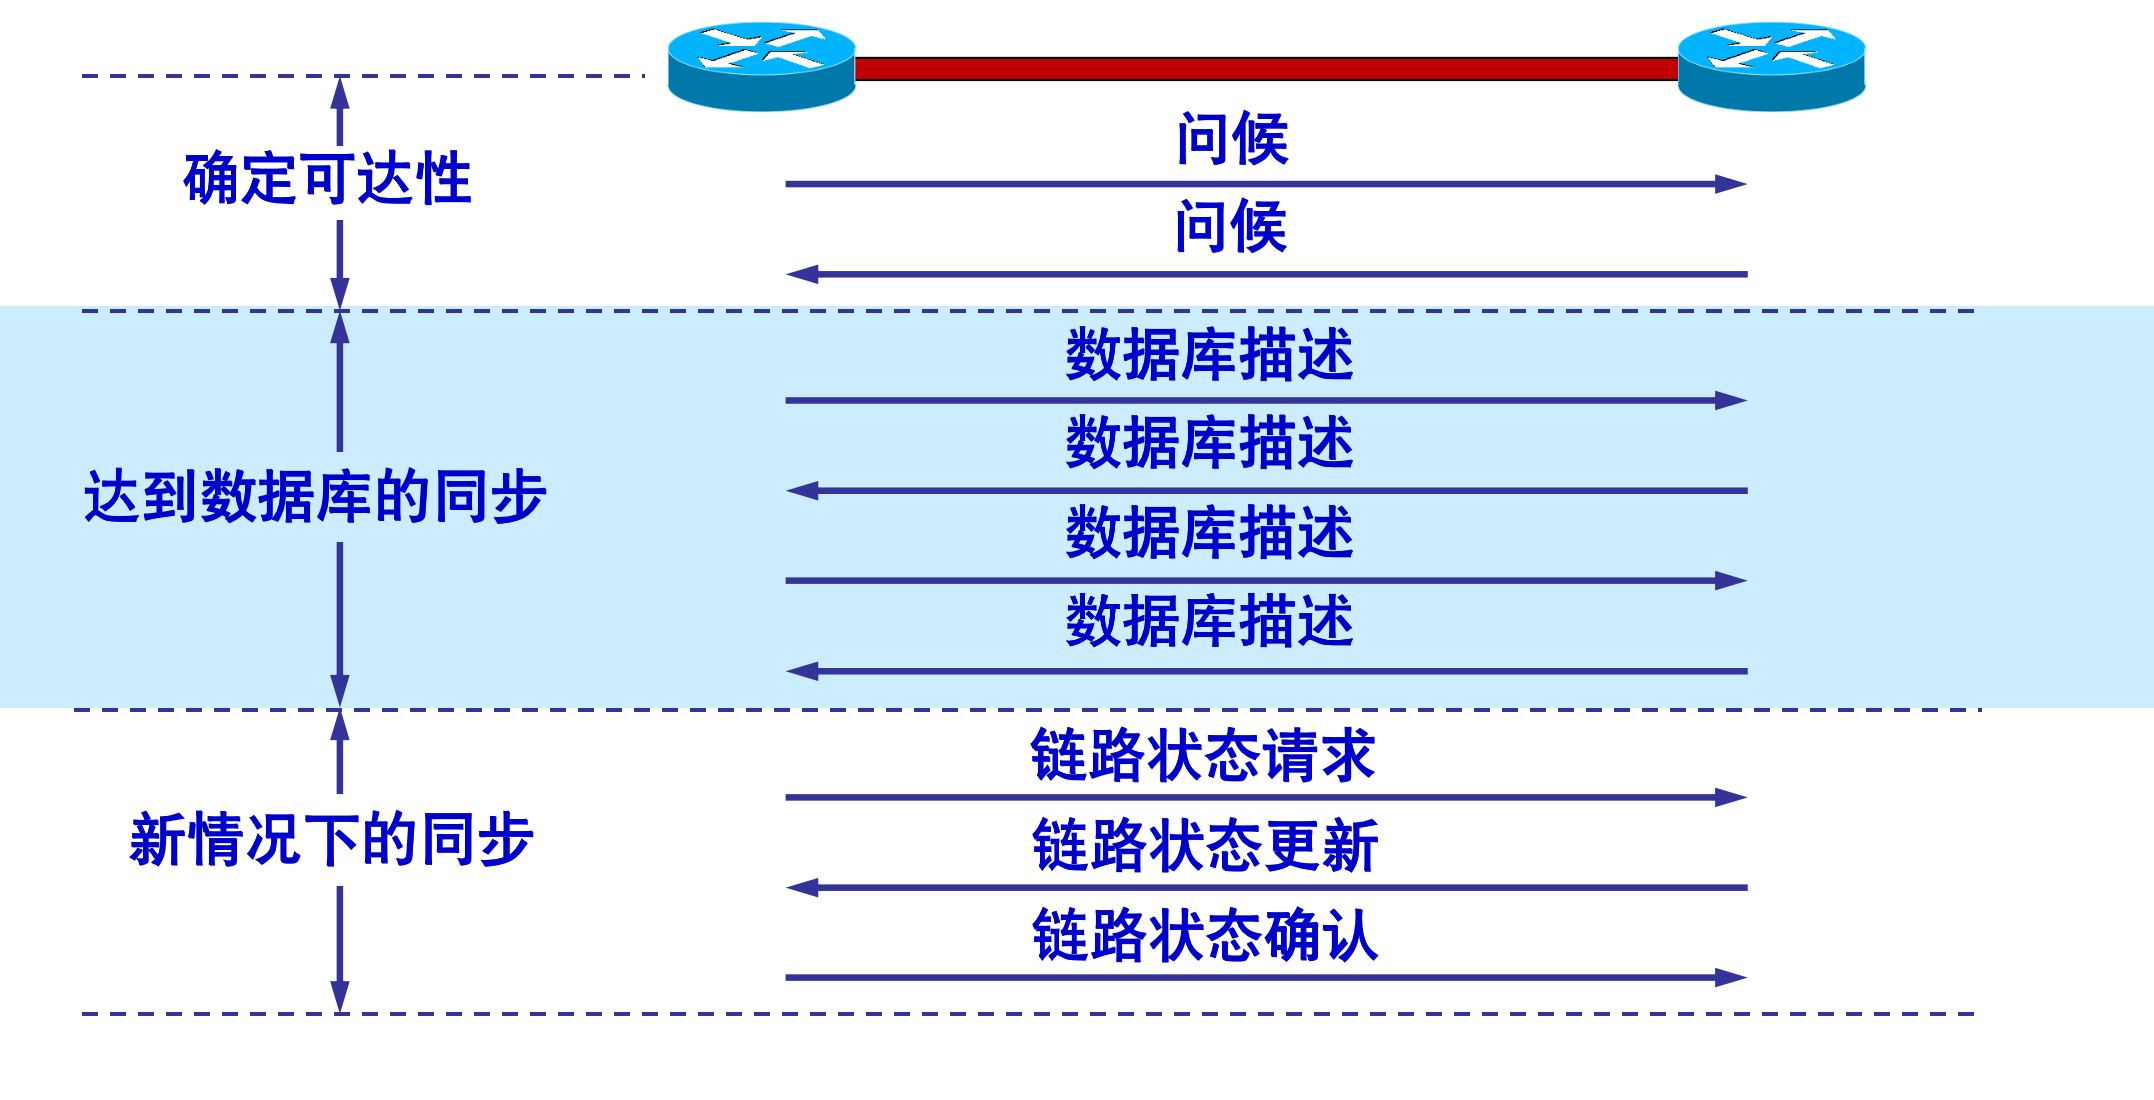 问候
确定可达性
问候
数据库描述
数据库描述
达到数据库的同步
数据库描述
数据库描述
链路状态请求
新情况下的同步
链路状态更新
链路状态确认